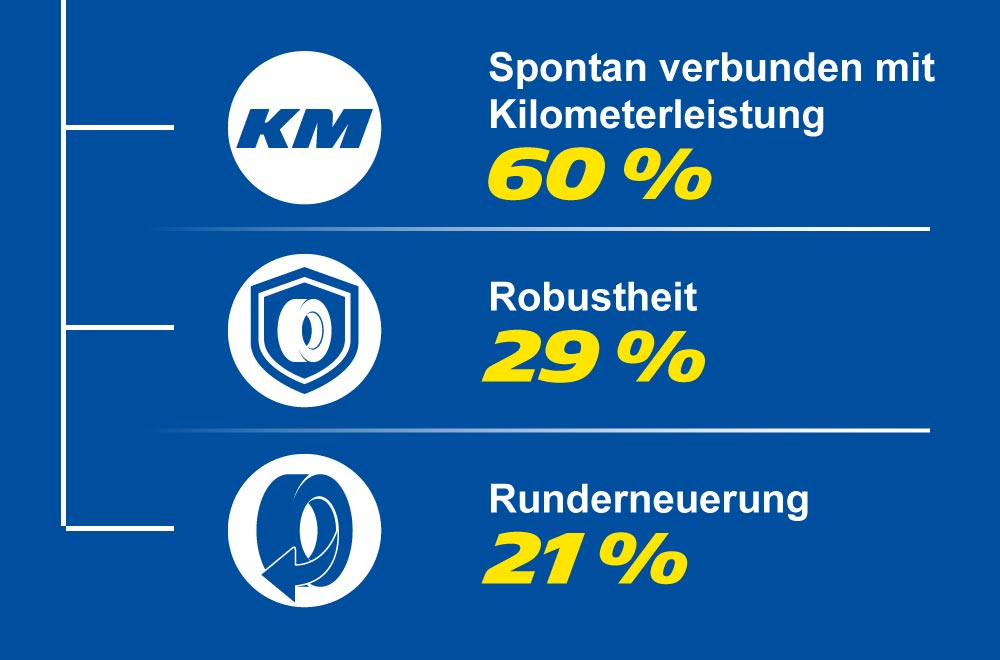 KM
Spontan verbunden mit
Kilometerleistung
60 %
Robustheit
29 %
Runderneuerung
21 %